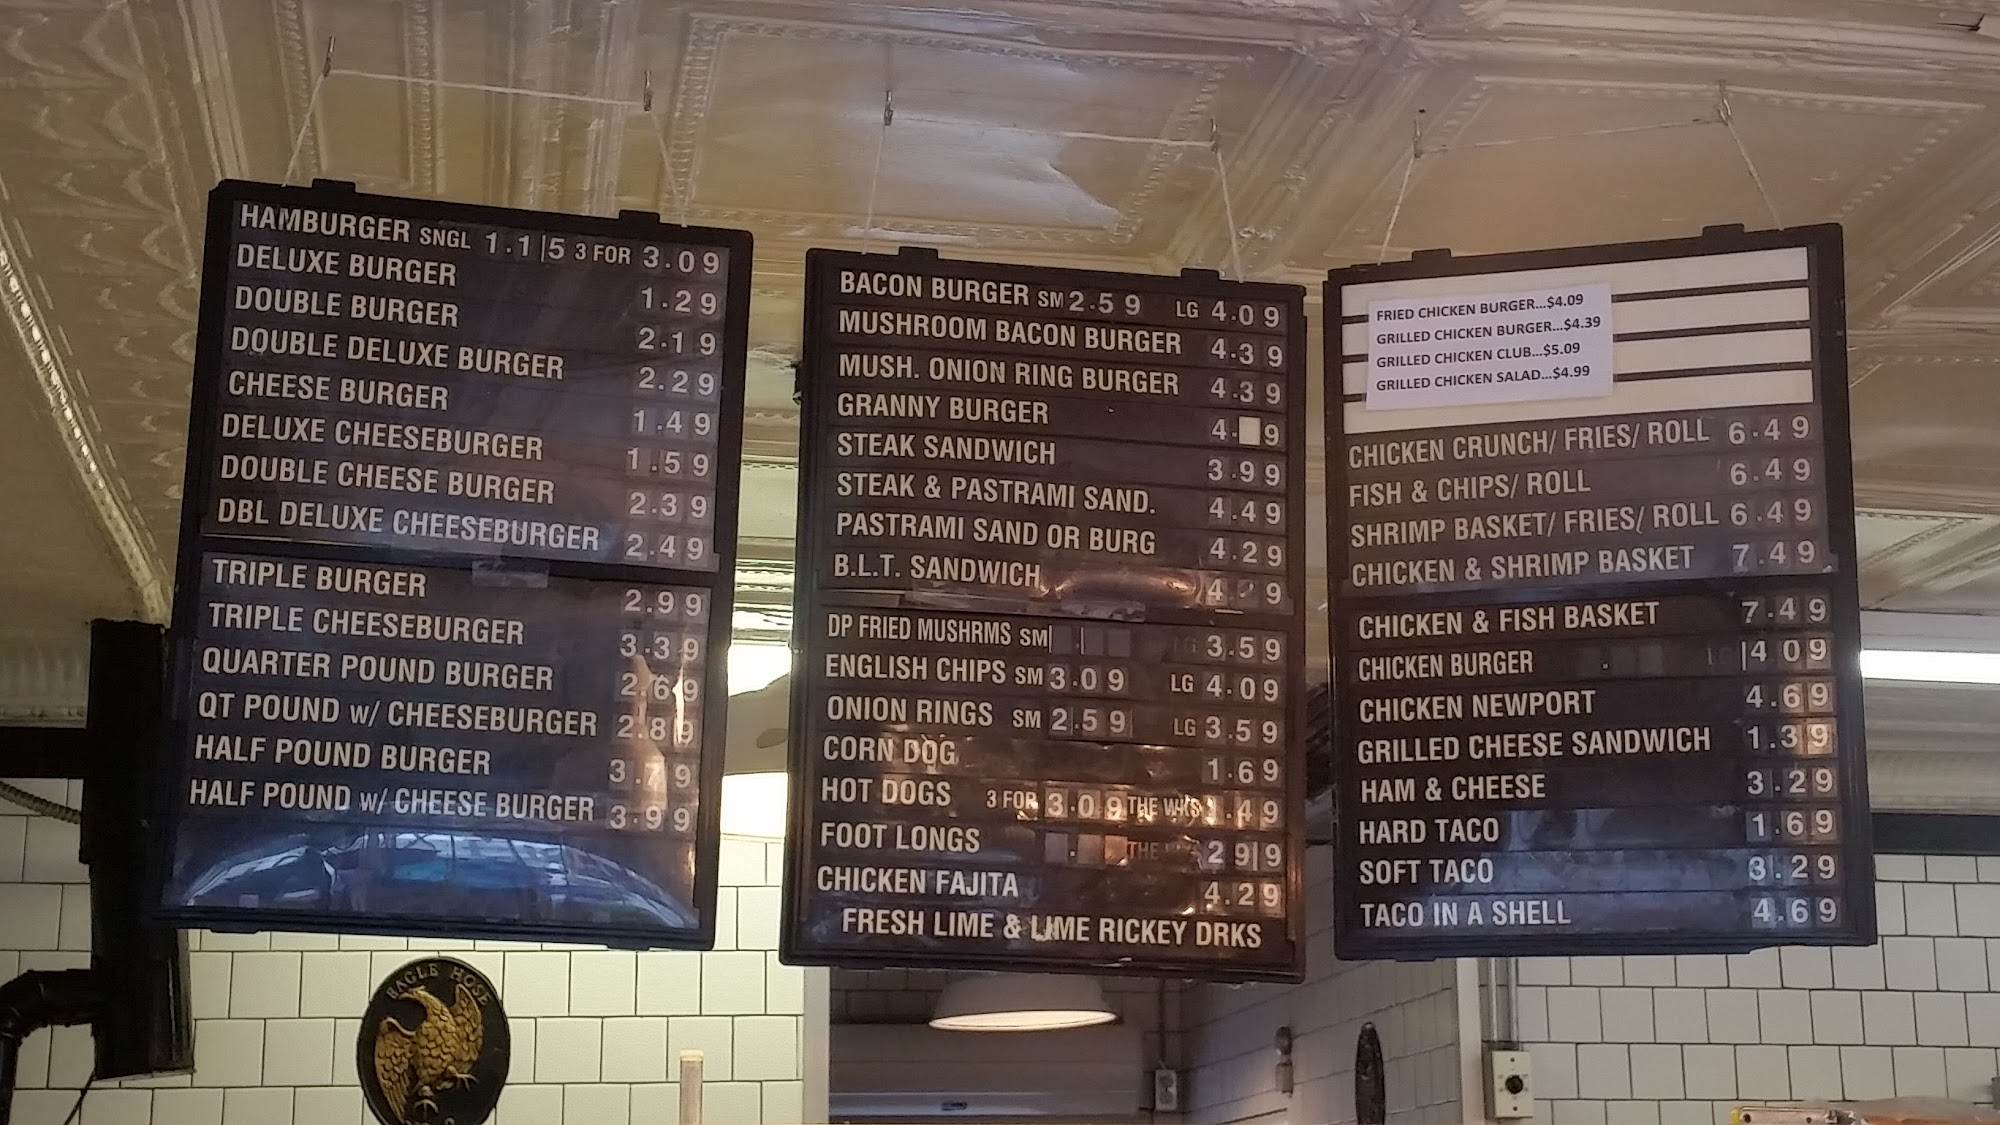 HAMBURGER SNGL 1.15 3 FOR 3.09
DELUXE BURGER 1.29
DOUBLE BURGER 2.19
DOUBLE DELUXE BURGER 2.29
CHEESE BURGER 1.49
DELUXE CHEESEBURGER 1.59
DOUBLE CHEESE BURGER 2.39
DBL DELUXE CHEESEBURGER 2.49
TRIPLE BURGER 2.99
TRIPLE CHEESEBURGER 3.39
QUARTER POUND BURGER 2.69
QT POUND w/ CHEESEBURGER 2.89
HALF POUND BURGER 3.79
HALF POUND w/ CHEESE BURGER 3.99
BACON BURGER SM 2.59 LG 4.09
MUSHROOM BACON BURGER 4.39
MUSH. ONION RING BURGER 4.39
GRANNY BURGER 4. 9
STEAK SANDWICH 3.99
STEAK & PASTRAMI SAND. 4.49
PASTRAMI SAND OR BURG 4.29
B.L.T. SANDWICH
DP FRIED MUSHRMS SM . LG 3.59
ENGLISH CHIPS SM 3.09 LG 4.09
ONION RINGS SM 2.59 LG 3.59
CORN DOG 1.69
HOT DOGS 3 FOR 3.09 THE WKS 1.49
FOOT LONGS . THE 2 99
CHICKEN FAJITA 4.29
FRESH LIME & LIME RICKEY DRKS
FRIED CHICKEN BURGER...$4.09
GRILLED CHICKEN BURGER...$4.39
GRILLED CHICKEN CLUB...$5.09
GRILLED CHICKEN SALAD...$4.99
CHICKEN CRUNCH/ FRIES/ ROLL 6.49
FISH & CHIPS/ ROLL 6.49
SHRIMP BASKET/ FRIES/ ROLL 6.49
CHICKEN & SHRIMP BASKET 7.49
CHICKEN & FISH BASKET 7.49
CHICKEN BURGER . LG 4 09
CHICKEN NEWPORT 4.69
GRILLED CHEESE SANDWICH 1.39
HAM & CHEESE 3.29
HARD TACO 1.69
SOFT TACO 3.29
TACO IN A SHELL 4.69
EAGLE HOSE